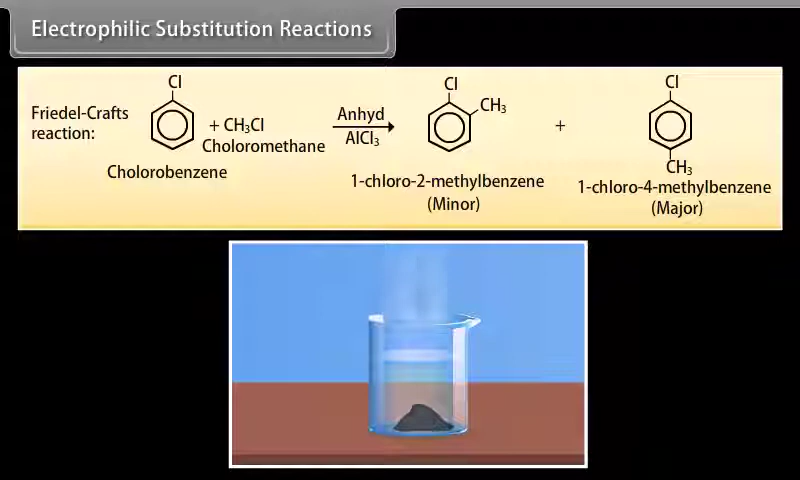 Electrophilic Substitution Reactions
Friedel-Crafts
reaction:
Cl
+ CH₃Cl
Choloromethane
Cholorobenzene
Anhyd
AlCl₃
Cl
CH₃
1-chloro-2-methylbenzene
(Minor)
+
Cl
CH₃
1-chloro-4-methylbenzene
(Major)